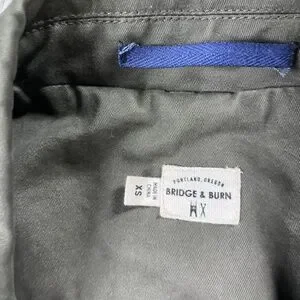 PORTLAND, OREGON
BRIDGE & BURN
X
MADE IN
CHINA
XS